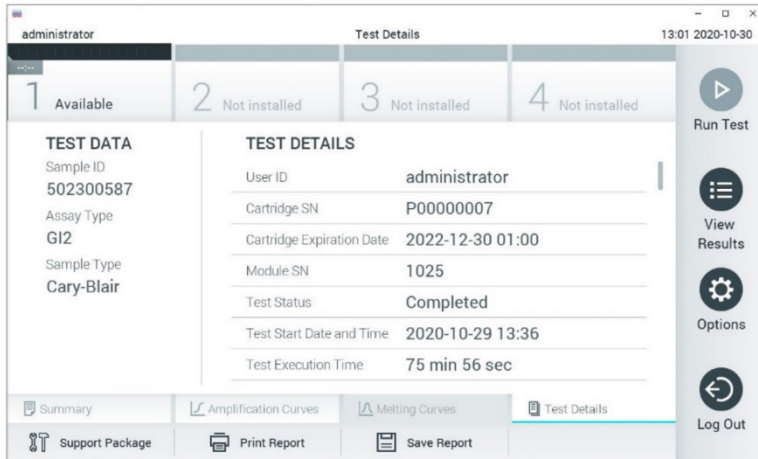 administrator Test Details 13:01 2020-10-30
--:--
1 Available 2 Not installed 3 Not installed 4 Not installed
Run Test
View
Results
Options
Log Out
TEST DATA
Sample ID
502300587
Assay Type
GI2
Sample Type
Cary-Blair
TEST DETAILS
User ID administrator
Cartridge SN P00000007
Cartridge Expiration Date 2022-12-30 01:00
Module SN 1025
Test Status Completed
Test Start Date and Time 2020-10-29 13:36
Test Execution Time 75 min 56 sec
Summary Amplification Curves Melting Curves Test Details
Support Package Print Report Save Report